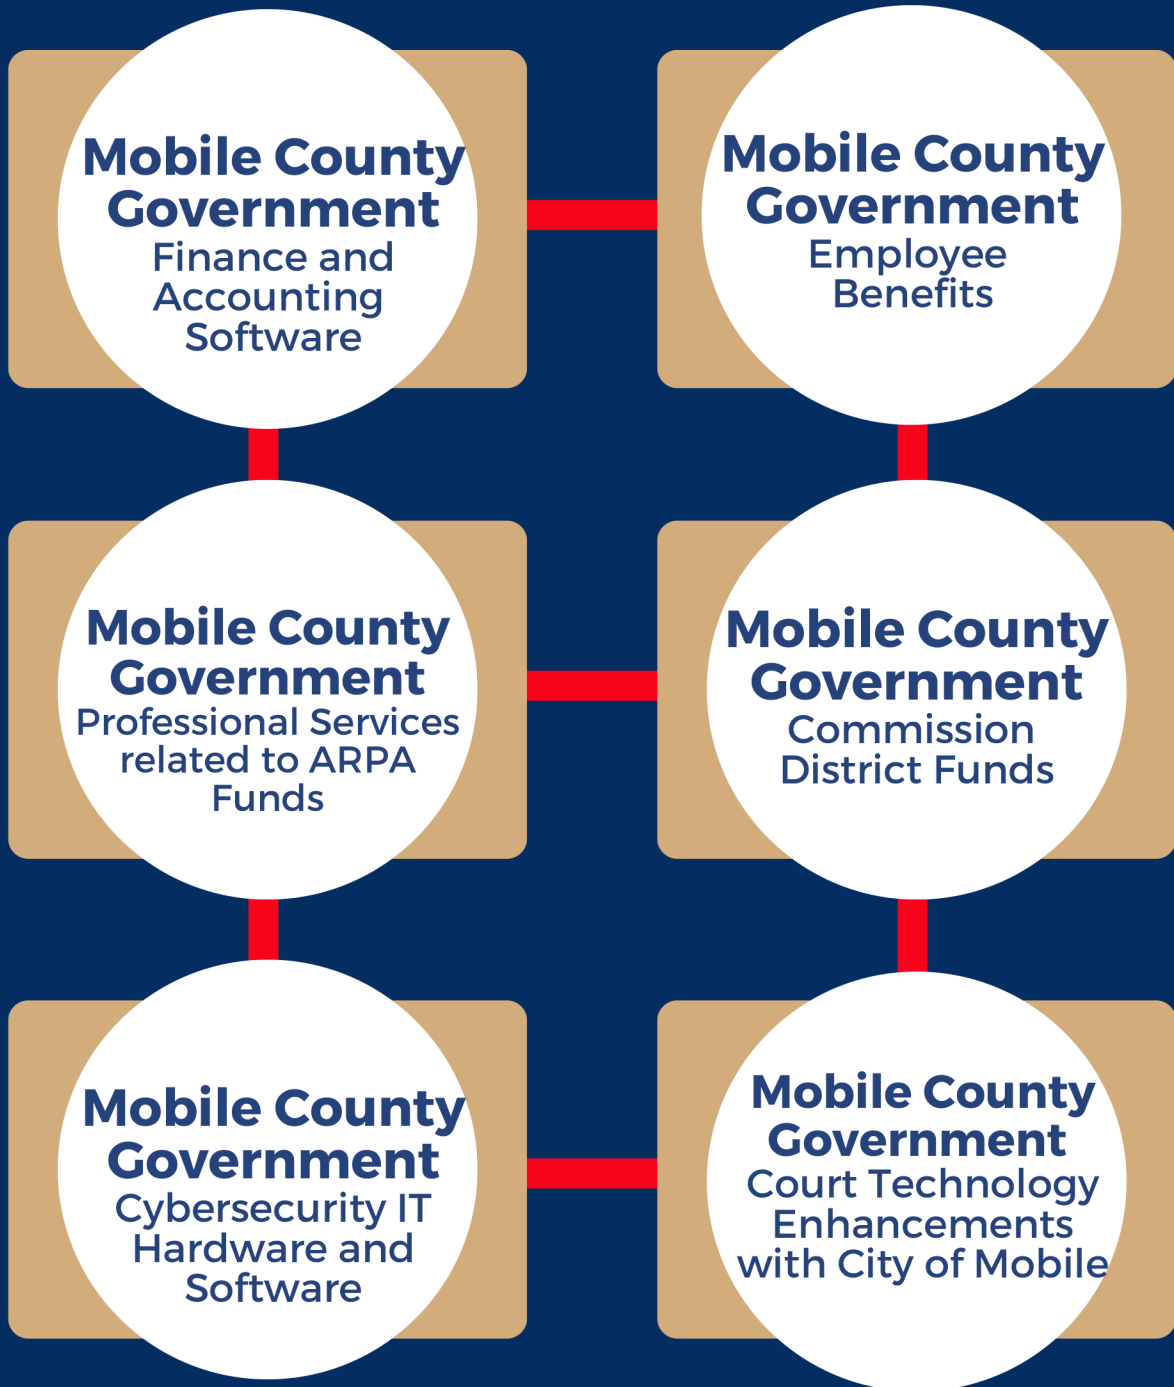 Mobile County
Government
Finance and
Accounting
Software
Mobile County
Government
Employee
Benefits
Mobile County
Government
Professional Services
related to ARPA
Funds
Mobile County
Government
Commission
District Funds
Mobile County
Government
Cybersecurity IT
Hardware and
Software
Mobile County
Government
Court Technology
Enhancements
with City of Mobile